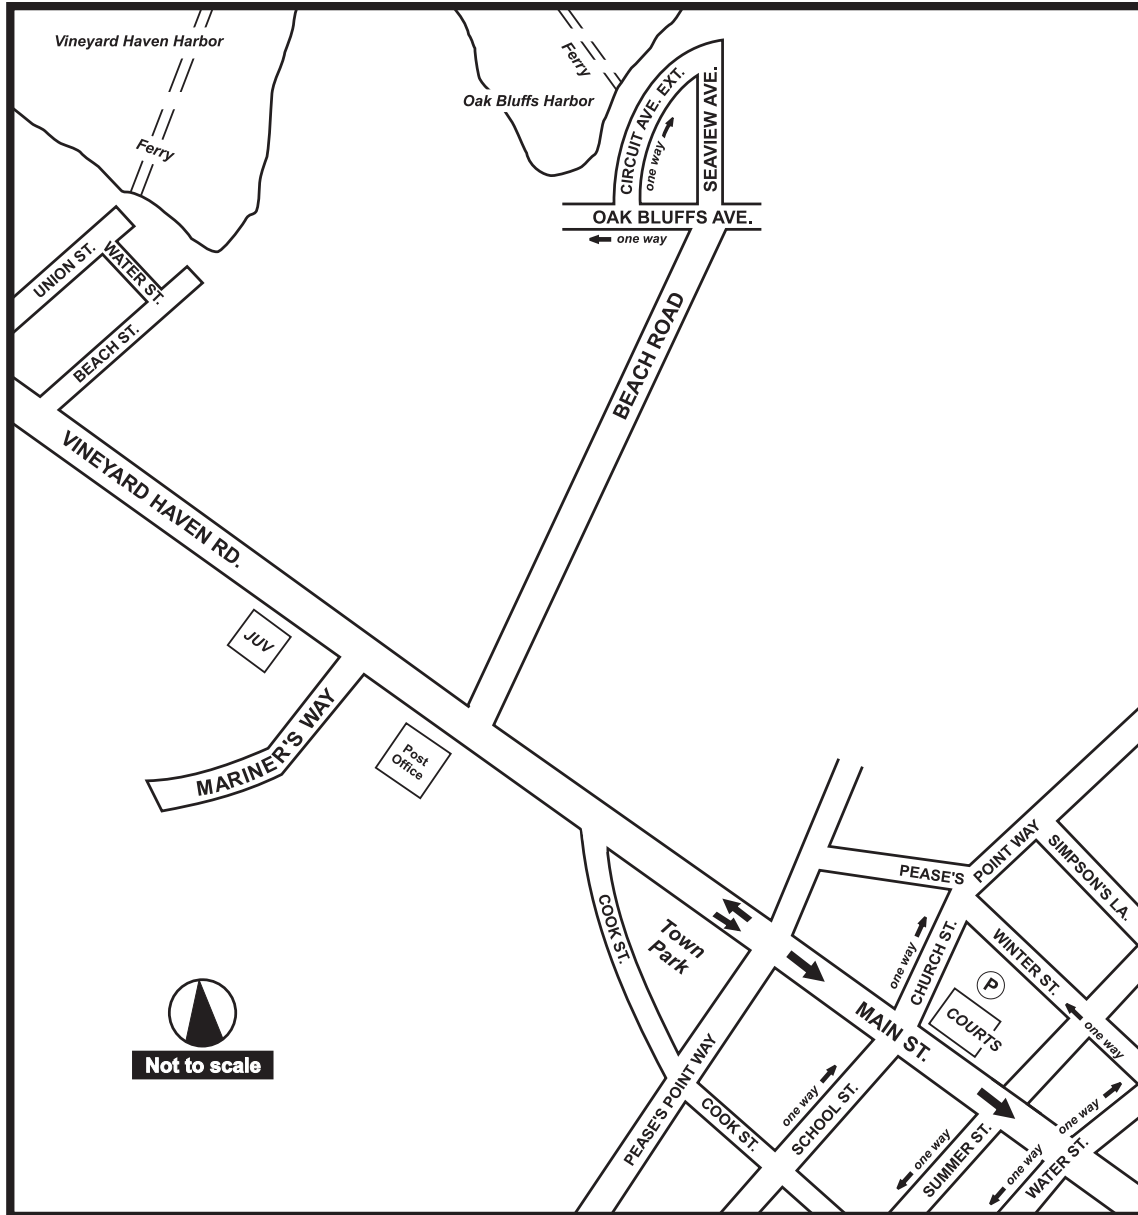 Vineyard Haven Harbor
Ferry
Oak Bluffs Harbor
Ferry
CIRCUIT AVE. EXT.
one way
SEAVIEW AVE.
OAK BLUFFS AVE.
one way
UNION ST.
WATER ST.
BEACH ST.
BEACH ROAD
VINEYARD HAVEN RD.
JUV
MARINER'S WAY
Post
Office
COOK ST.
Town
Park
PEASE'S
POINT WAY
SIMPSON'S LA.
one way
CHURCH ST.
WINTER ST.
P
COURTS
one way
MAIN ST.
Not to scale
PEASE'S POINT WAY
COOK ST.
one way
SCHOOL ST.
one way
SUMMER ST.
one way
WATER ST.
one way